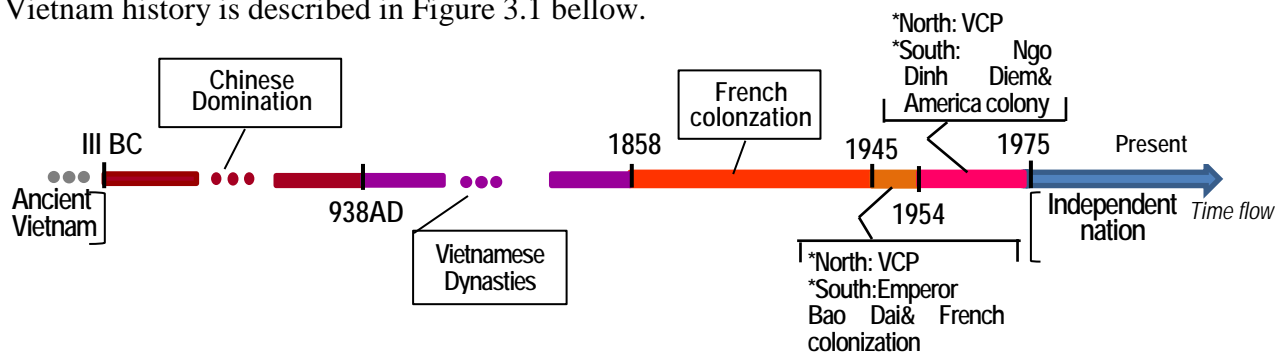 Vietnam history is described in Figure 3.1 bellow.
*North: VCP
*South: Ngo
Dinh Diem&
America colony
Chinese
Domination
French
colonzation
III BC
1858
1945
1975
Present
Ancient
Vietnam
938AD
1954
Independent
nation
Time flow
Vietnamese
Dynasties
*North: VCP
*South:Emperor
Bao Dai& French
colonization